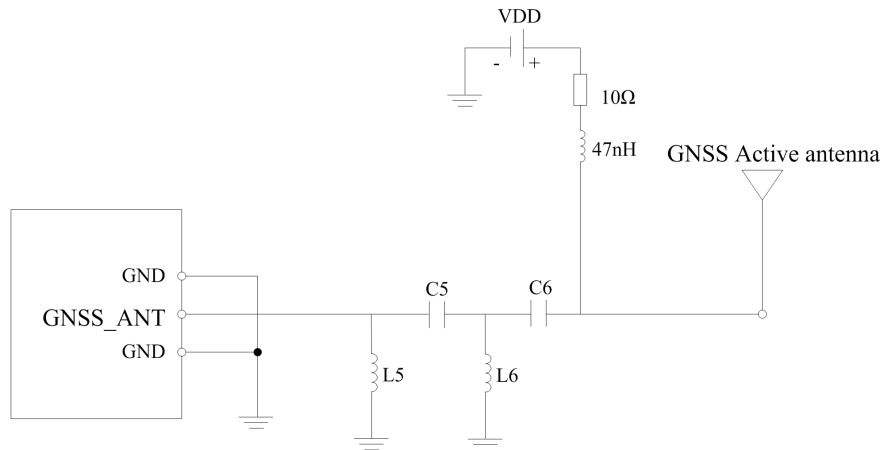 VDD
- +
10Ω
47nH
GNSS Active antenna
GND
GNSS_ANT
GND
C5
C6
L5
L6